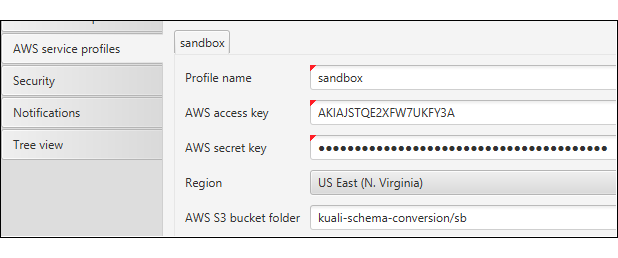 AWS service profiles
Security
Notifications
Tree view
sandbox
Profile name
sandbox
AWS access key
AKIAJSTQE2XFW7UKFY3A
AWS secret key
Region
US East (N. Virginia)
AWS S3 bucket folder
kuali-schema-conversion/sb